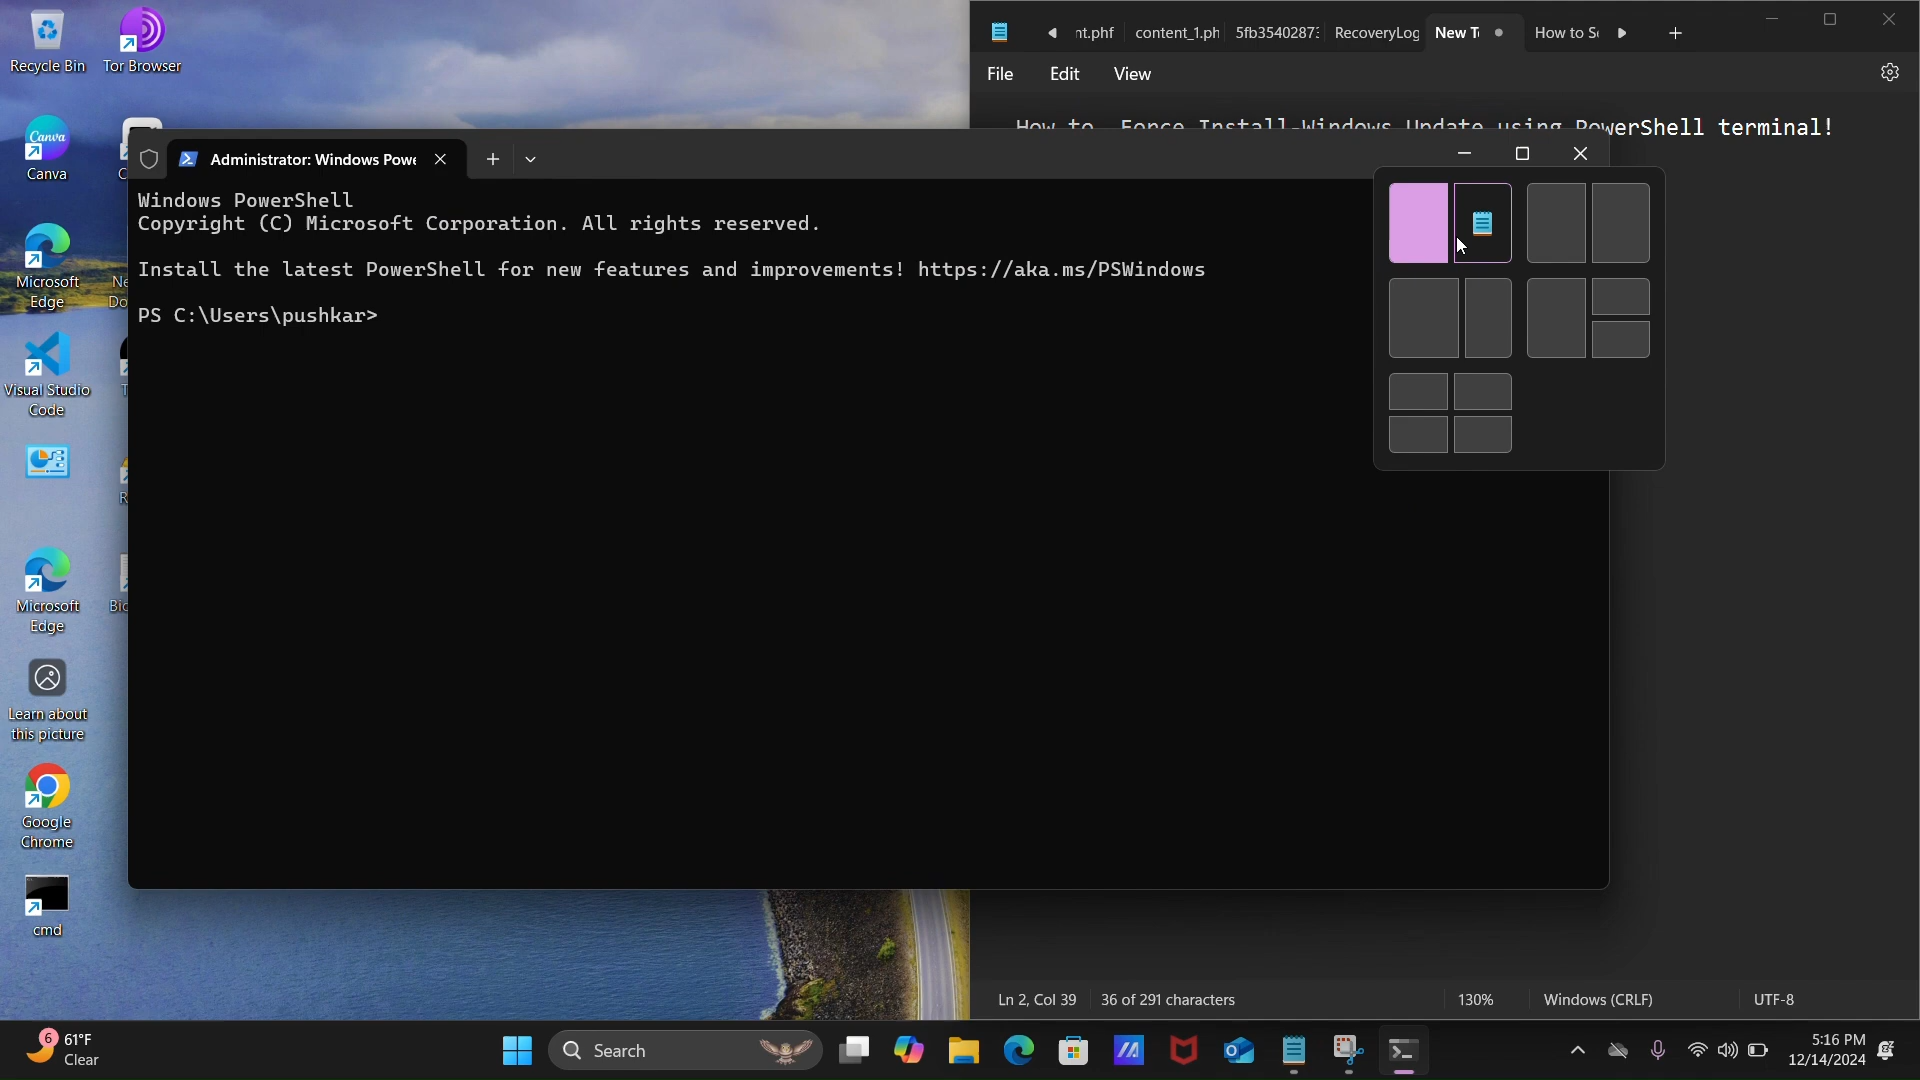 Recycle Bin
Tor Browser
Canva
Canva
Microsoft
Edge
Visual Studio
Code
Microsoft
Edge
Learn about
this picture
Google
Chrome
cmd
nt.phf
content_1.ph
5fb35402873
RecoveryLog
New T
How to S
File
Edit
View
How to Force Install-Windows Update using PowerShell terminal!
Administrator: Windows Powe
Windows PowerShell
Copyright (C) Microsoft Corporation. All rights reserved.
Install the latest PowerShell for new features and improvements! https://aka.ms/PSWindows
PS C:\Users\pushkar>
Ln 2, Col 39
36 of 291 characters
130%
Windows (CRLF)
UTF-8
6
61°F
Clear
Search
5:16 PM
12/14/2024